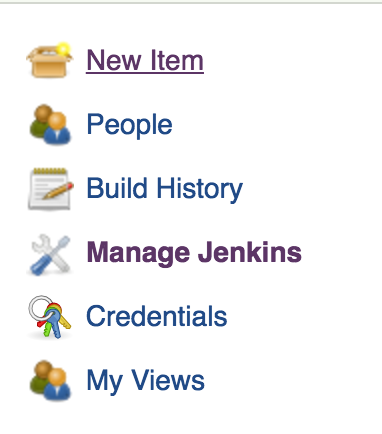 New Item
People
Build History
Manage Jenkins
Credentials
My Views